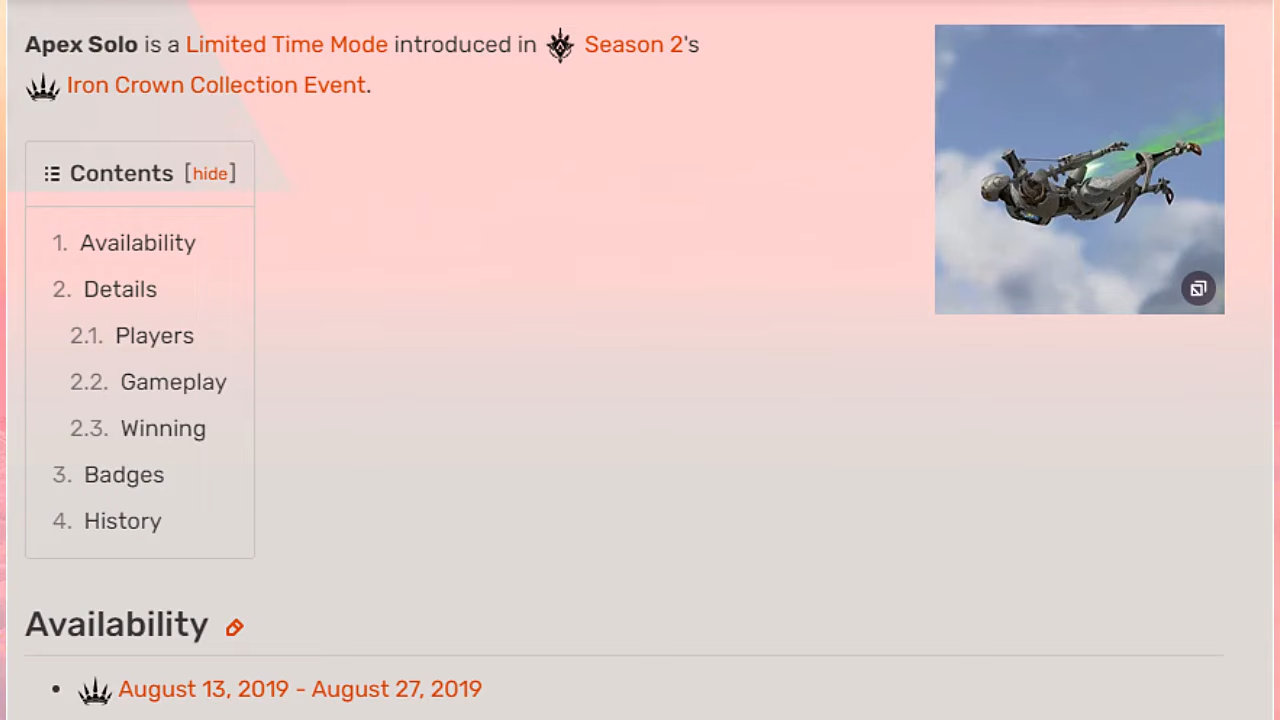 Apex Solo is a Limited Time Mode introduced in Season 2's
Iron Crown Collection Event.
Contents [hide]
1. Availability
2. Details
2.1. Players
2.2. Gameplay
2.3. Winning
3. Badges
4. History
Availability
August 13, 2019 - August 27, 2019